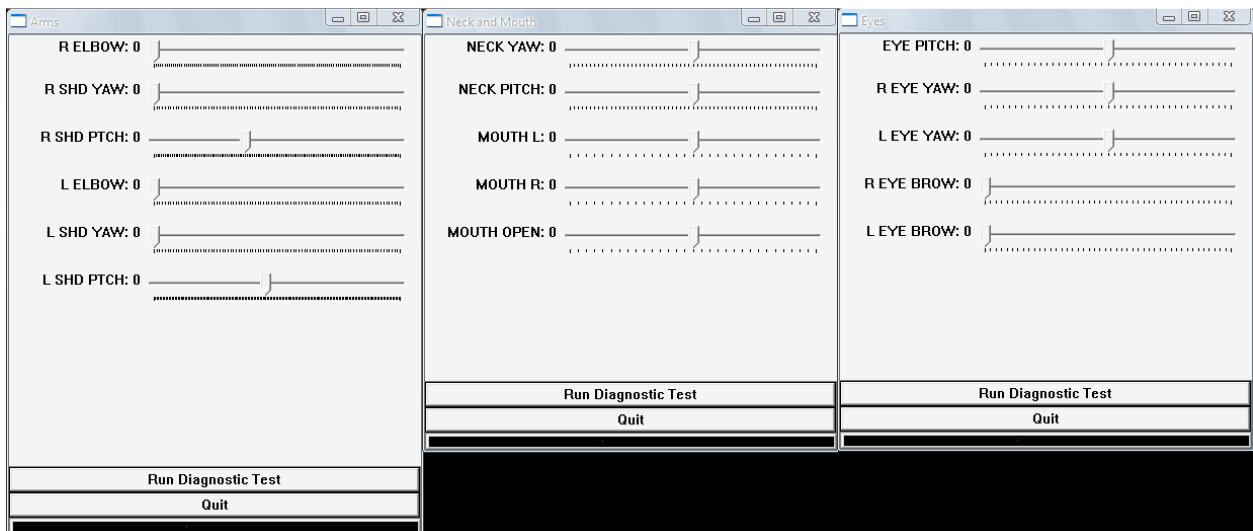 Arms
R ELBOW: 0
R SHD YAW: 0
R SHD PTCH: 0
L ELBOW: 0
L SHD YAW: 0
L SHD PTCH: 0
Run Diagnostic Test
Quit
Neck and Mouth
NECK YAW: 0
NECK PITCH: 0
MOUTH L: 0
MOUTH R: 0
MOUTH OPEN: 0
Run Diagnostic Test
Quit
Eyes
EYE PITCH: 0
R EYE YAW: 0
L EYE YAW: 0
R EYE BROW: 0
L EYE BROW: 0
Run Diagnostic Test
Quit